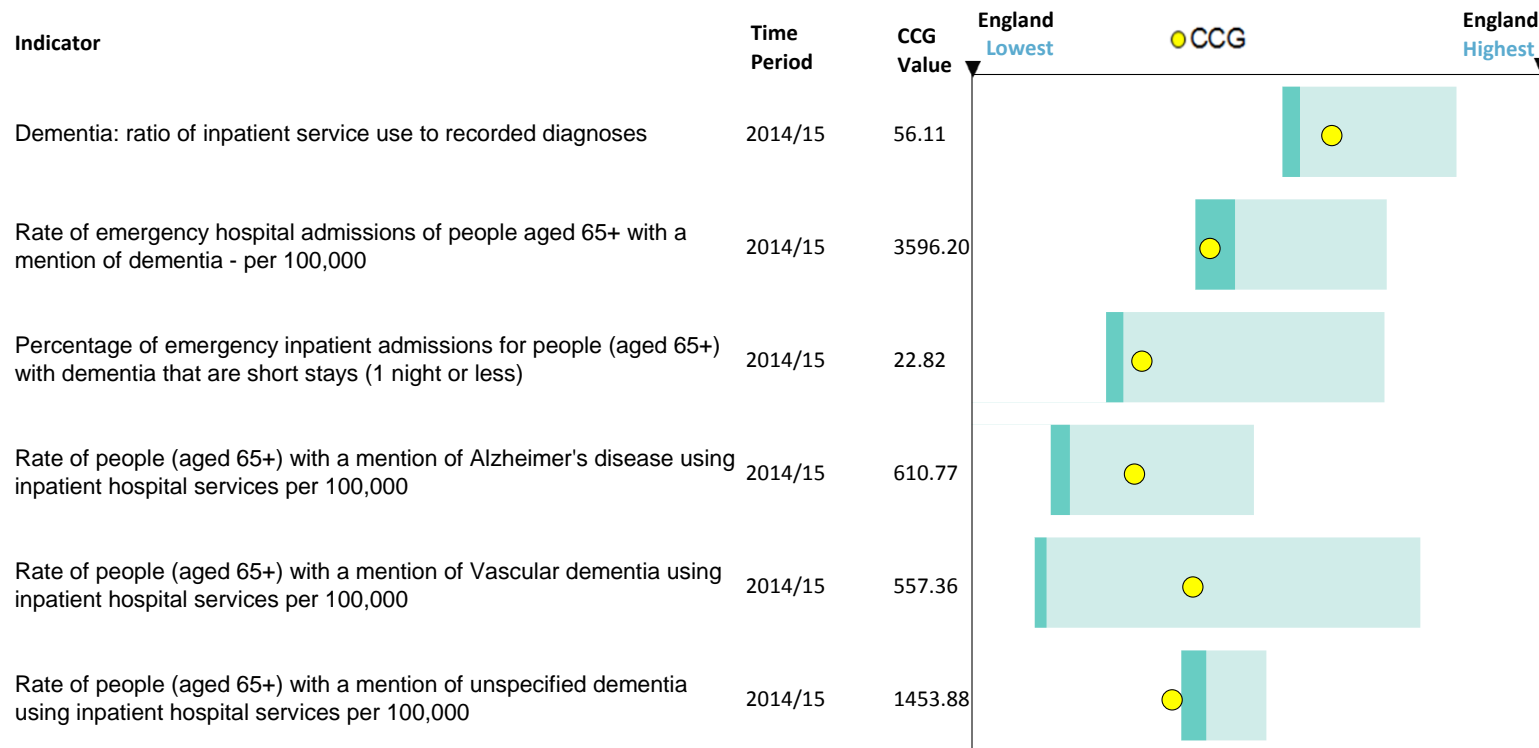 Indicator
Time
Period
CCG
Value
England
Lowest
CCG
England
Highest
Dementia: ratio of inpatient service use to recorded diagnoses
2014/15
56.11
Rate of emergency hospital admissions of people aged 65+ with a
mention of dementia - per 100,000
2014/15
3596.20
Percentage of emergency inpatient admissions for people (aged 65+)
with dementia that are short stays (1 night or less)
2014/15
22.82
Rate of people (aged 65+) with a mention of Alzheimer's disease using
inpatient hospital services per 100,000
2014/15
610.77
Rate of people (aged 65+) with a mention of Vascular dementia using
inpatient hospital services per 100,000
2014/15
557.36
Rate of people (aged 65+) with a mention of unspecified dementia
using inpatient hospital services per 100,000
2014/15
1453.88